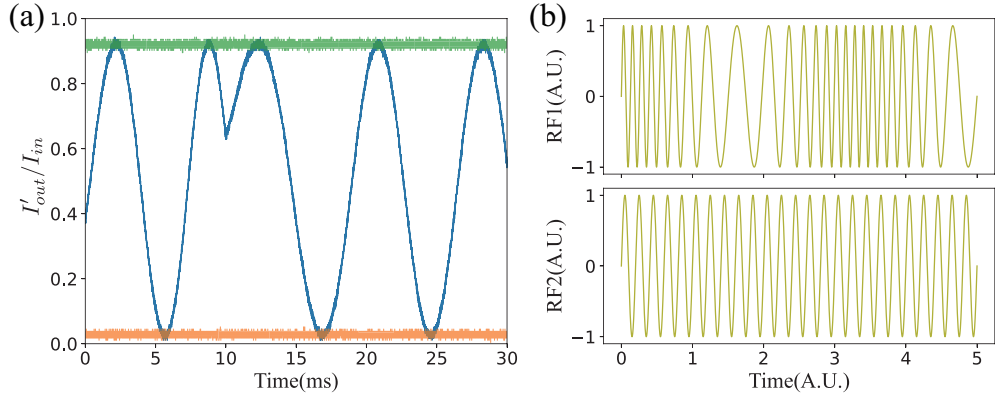 (a)
1.0
0.8
0.6
0.4
0.2
0.0
I'out/Iin
0 5 10 15 20 25 30
Time(ms)
(b)
1
0
−1
RF1(A.U.)
1
0
−1
RF2(A.U.)
0 1 2 3 4 5
Time(A.U.)